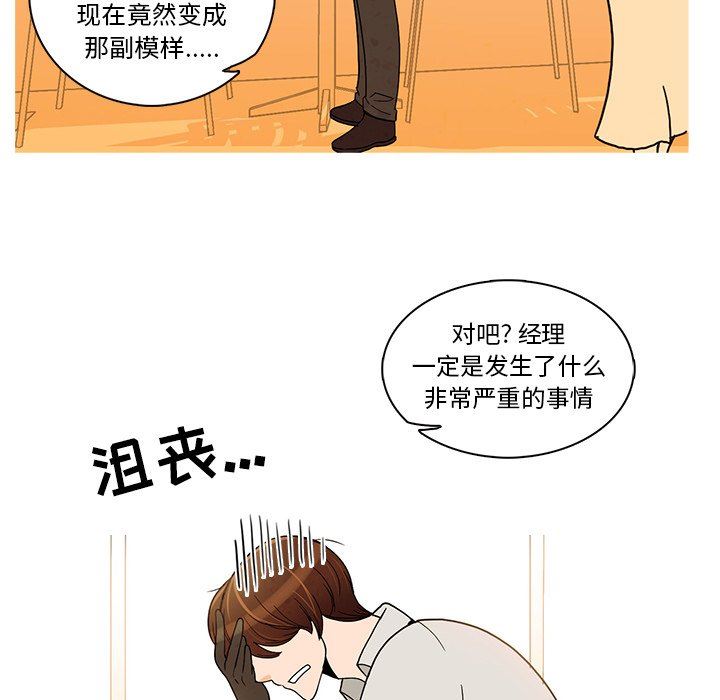 现在竟然变成
那副模样.....
对吧? 经理
一定是发生了什么
非常严重的事情
沮丧...